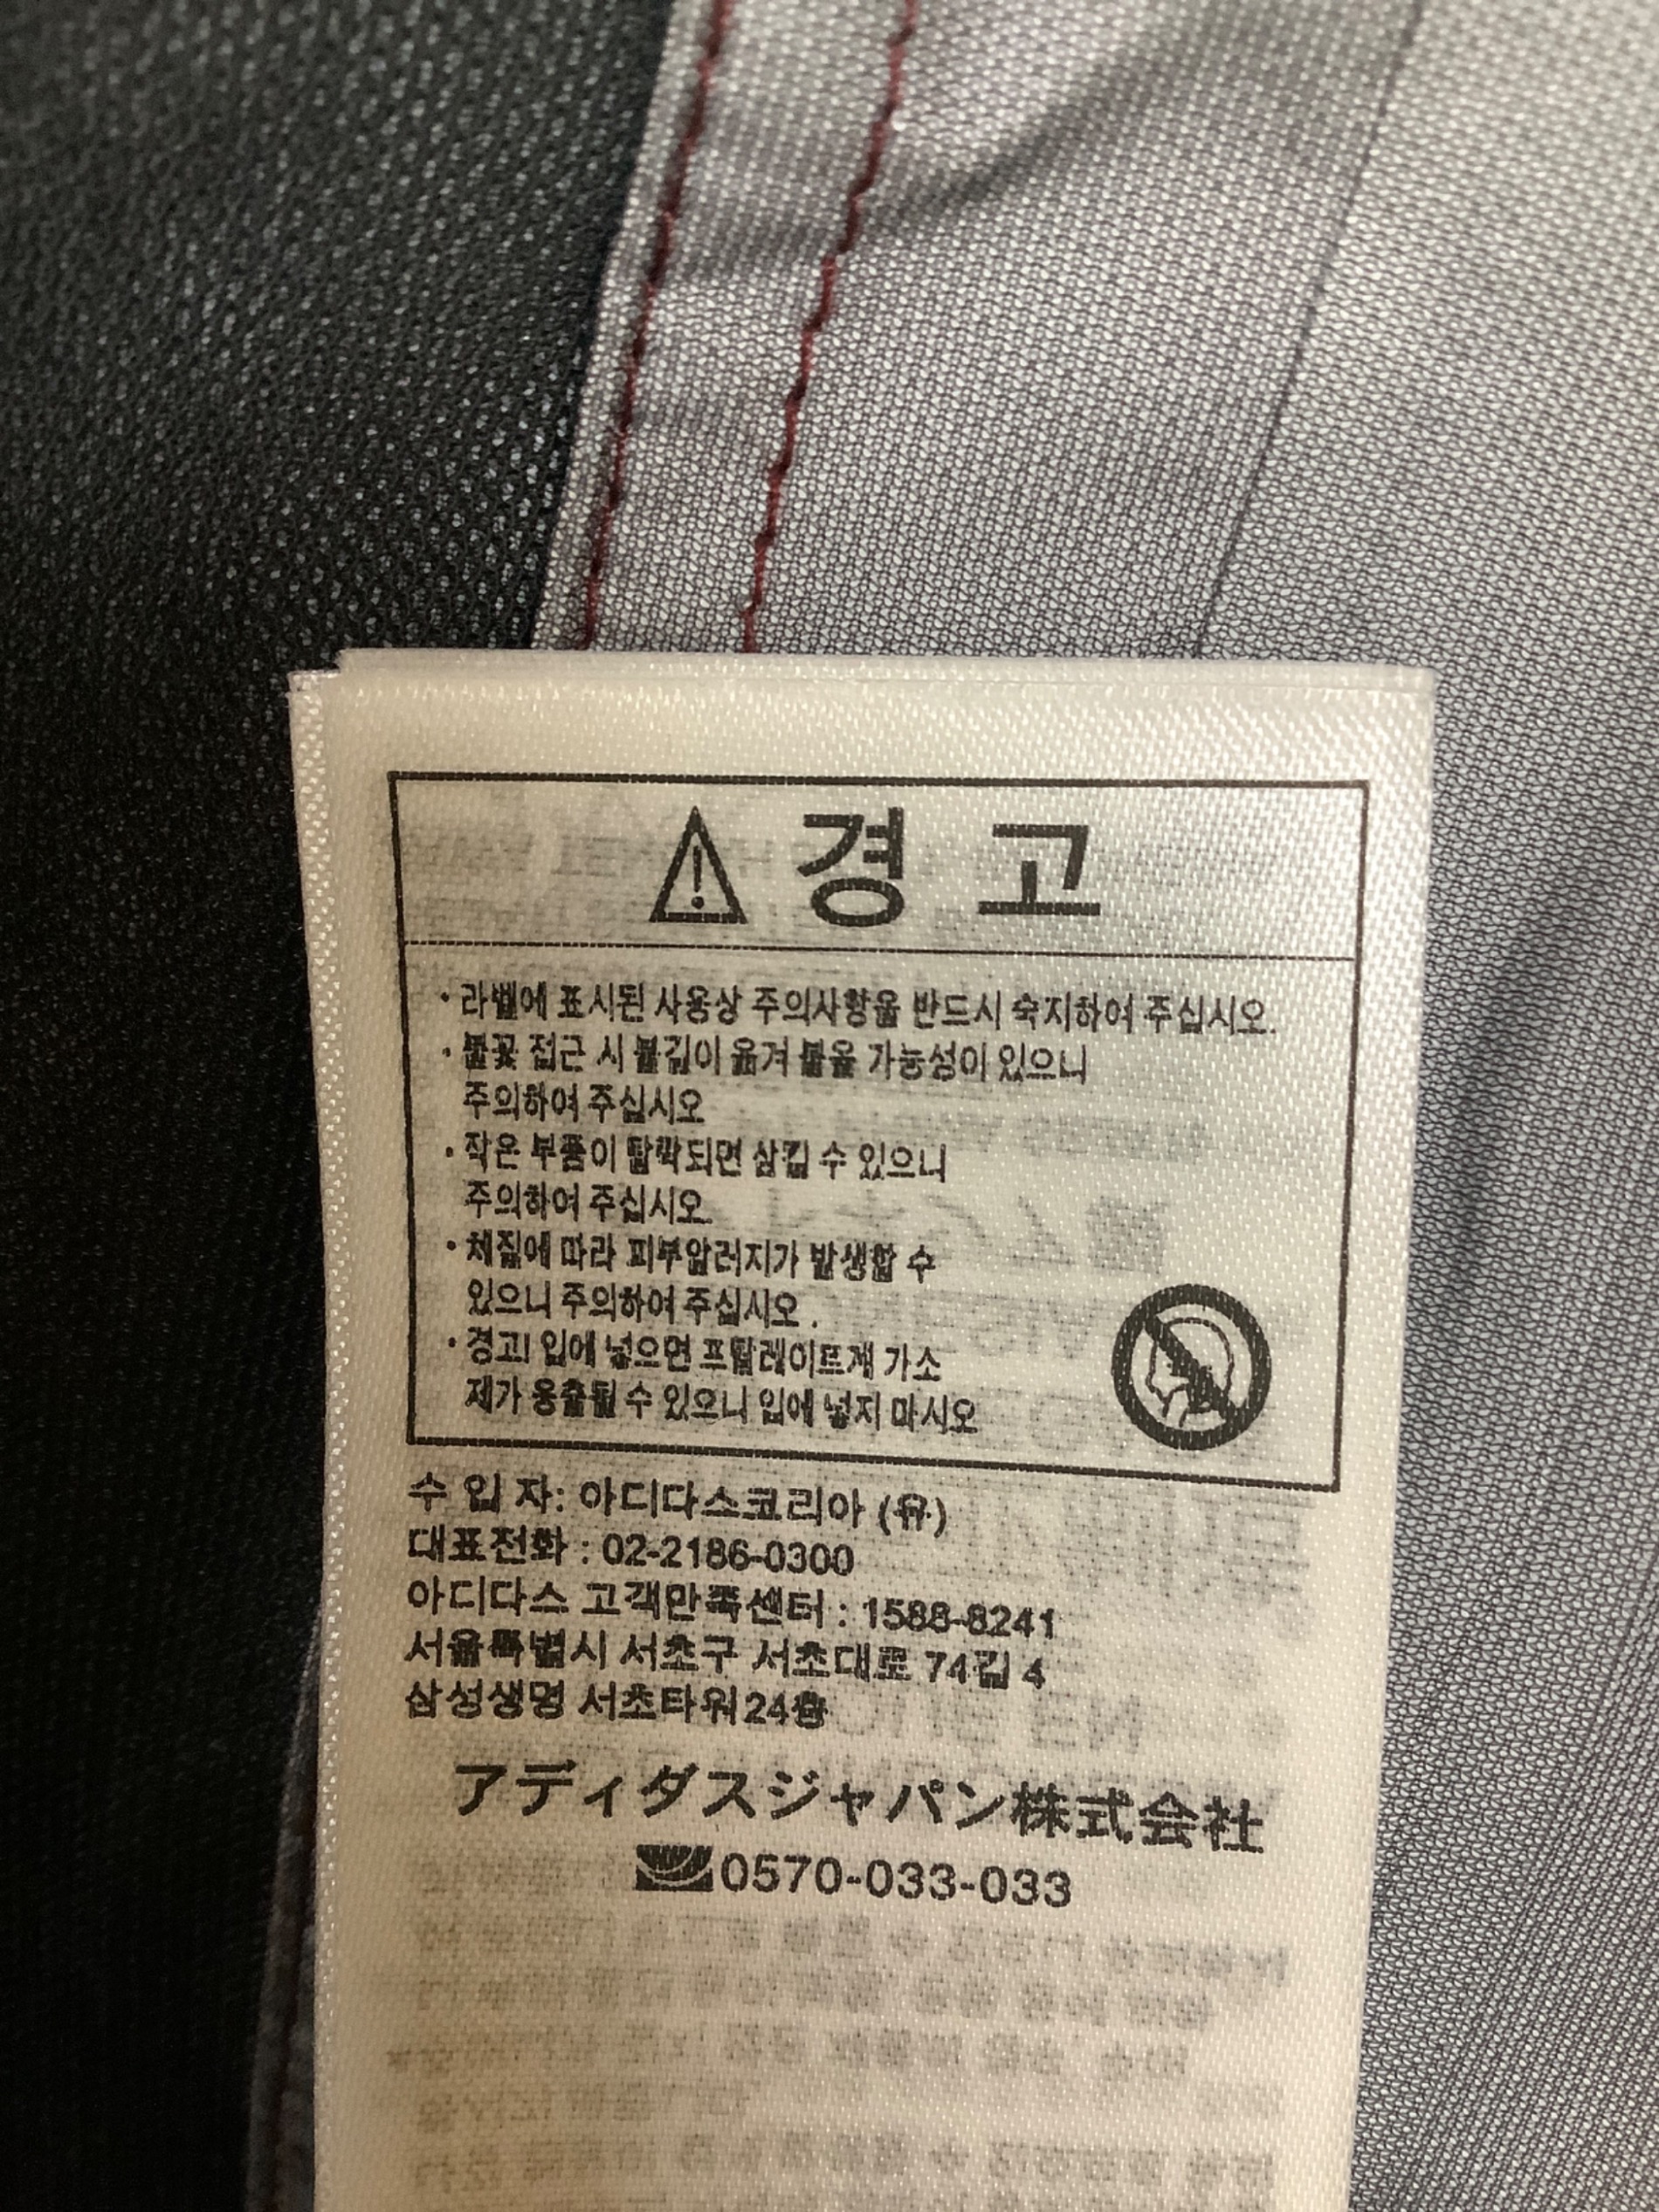 경 고
· 라벨에 표시된 사용상 주의사항을 반드시 숙지하여 주십시오.
· 불꽃 접근 시 불길이 옮겨 붙을 가능성이 있으니
주의하여 주십시오
· 작은 부품이 탈락되면 삼킬 수 있으니
주의하여 주십시오.
· 체질에 따라 피부알러지가 발생할 수
있으니 주의하여 주십시오 .
· 경고! 입에 넣으면 프탈레이트계 가소
제가 용출될 수 있으니 입에 넣지 마시오
수 입 자: 아디다스코리아 (유)
대표전화 : 02-2186-0300
아디다스 고객만족센터 : 1588-8241
서울특별시 서초구 서초대로 74길 4
삼성생명 서초타워24층
アディダスジャパン株式会社
0570-033-033